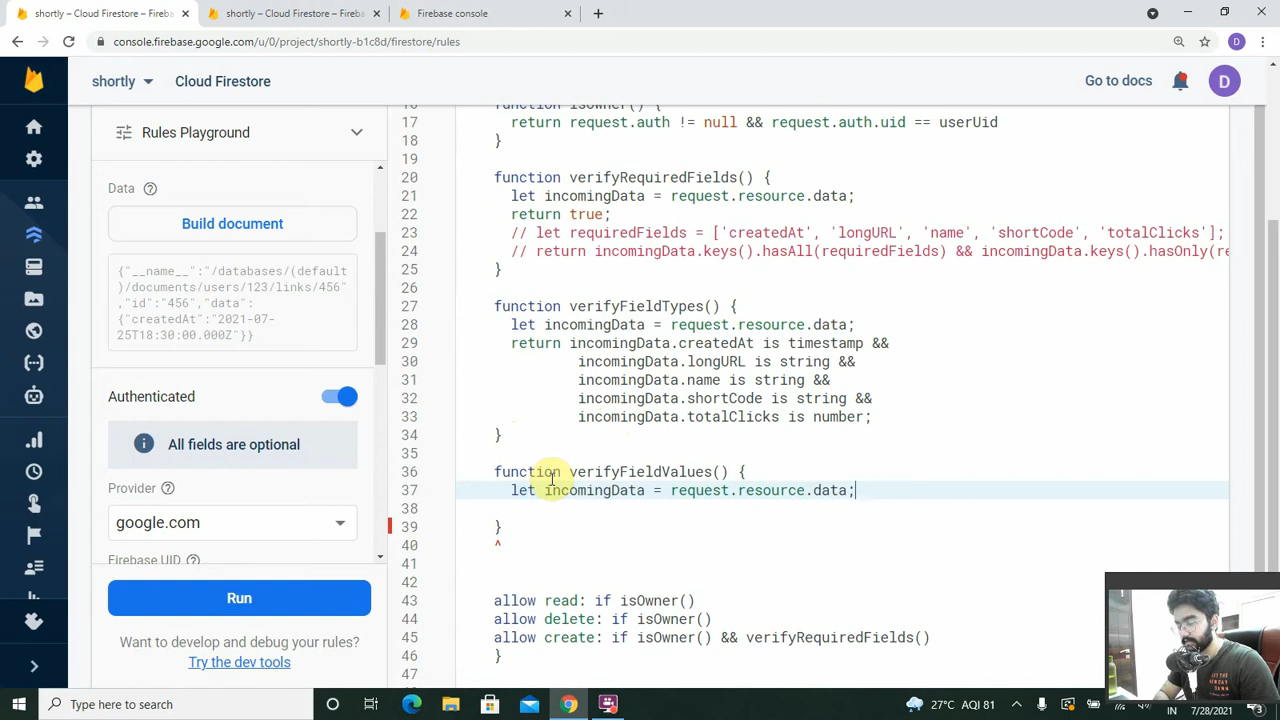 shortly – Cloud Firestore – Fireb
shortly – Cloud Firestore – Fireb
Firebase console
console.firebase.google.com/u/0/project/shortly-b1c8d/firestore/rules
D
shortly
Cloud Firestore
Go to docs
D
Rules Playground
Data
Build document
{"__name__":"/databases/(default
)/documents/users/123/links/456"
,"id":"456","data":
{"createdAt":"2021-07-
25T18:30:00.000Z"}}
Authenticated
All fields are optional
Provider
google.com
Firebase UID
Run
Want to develop and debug your rules?
Try the dev tools
16 function isOwner() {
17 return request.auth != null && request.auth.uid == userUid
18 }
19
20 function verifyRequiredFields() {
21 let incomingData = request.resource.data;
22 return true;
23 // let requiredFields = ['createdAt', 'longURL', 'name', 'shortCode', 'totalClicks'];
24 // return incomingData.keys().hasAll(requiredFields) && incomingData.keys().hasOnly(re
25 }
26
27 function verifyFieldTypes() {
28 let incomingData = request.resource.data;
29 return incomingData.createdAt is timestamp &&
30 incomingData.longURL is string &&
31 incomingData.name is string &&
32 incomingData.shortCode is string &&
33 incomingData.totalClicks is number;
34 }
35
36 function verifyFieldValues() {
37 let incomingData = request.resource.data;
38
39 }
40 ^
41
42
43 allow read: if isOwner()
44 allow delete: if isOwner()
45 allow create: if isOwner() && verifyRequiredFields()
46 }
47
Type here to search
27°C AQI 81
IN
7/28/2021
3